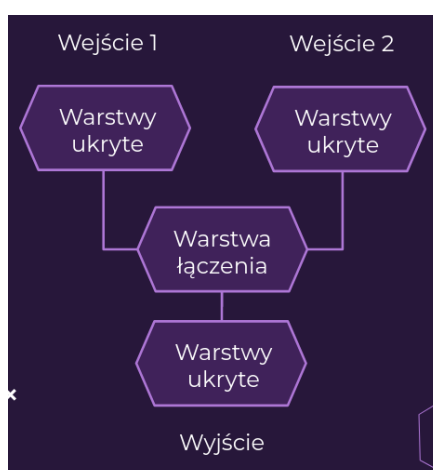 Wejście 1
Wejście 2
Warstwy
ukryte
Warstwy
ukryte
Warstwa
łączenia
Warstwy
ukryte
Wyjście